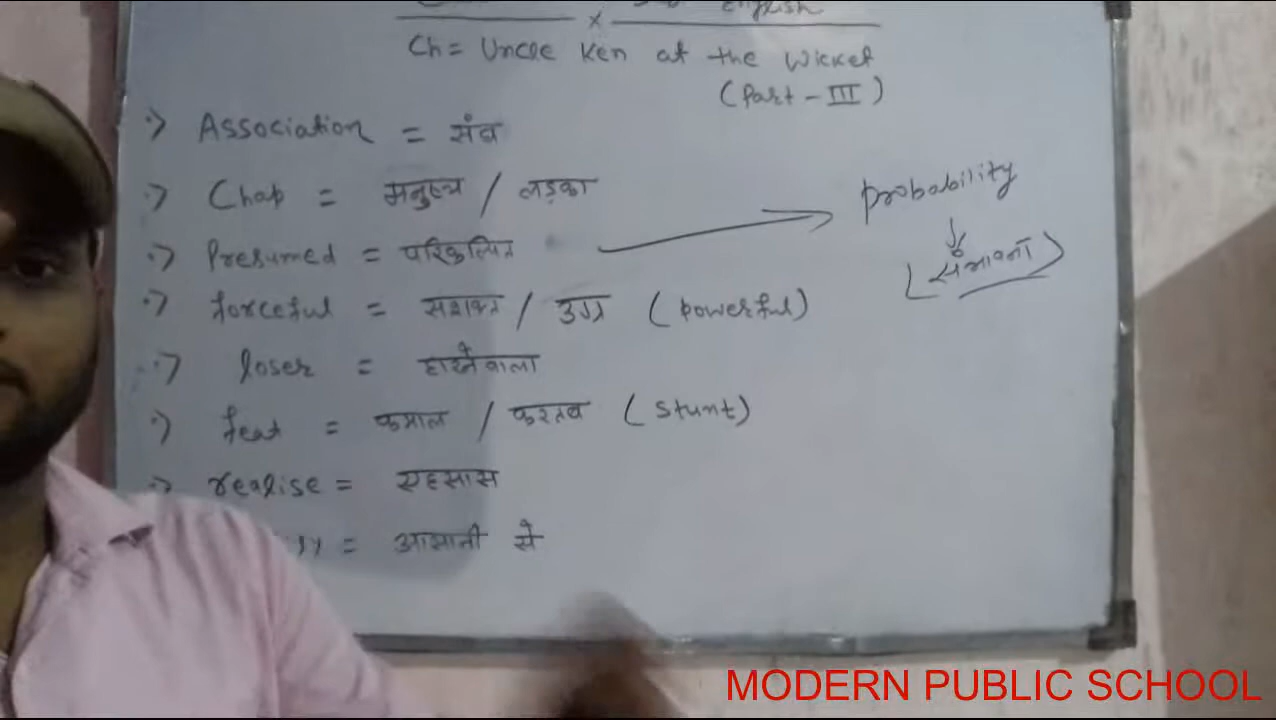 English
Ch = Uncle Ken at the Wicket
(Part - III)
Association = संघ
Chap = मनुष्य / लड़का
Presumed = परिकल्पित → probability
(संभावना)
forceful = सशक्त / उग्र (powerful)
loser = हारनेवाला
feat = कमाल / करतब (stunt)
realise = एहसास
= आसानी से
MODERN PUBLIC SCHOOL